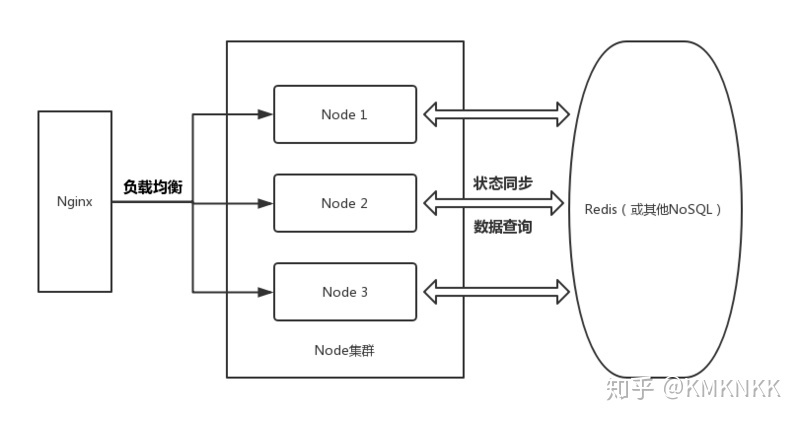 Nginx
负载均衡
Node 1
Node 2
Node 3
Node集群
状态同步
数据查询
Redis（或其他NoSQL）
知乎 @KMKNKK